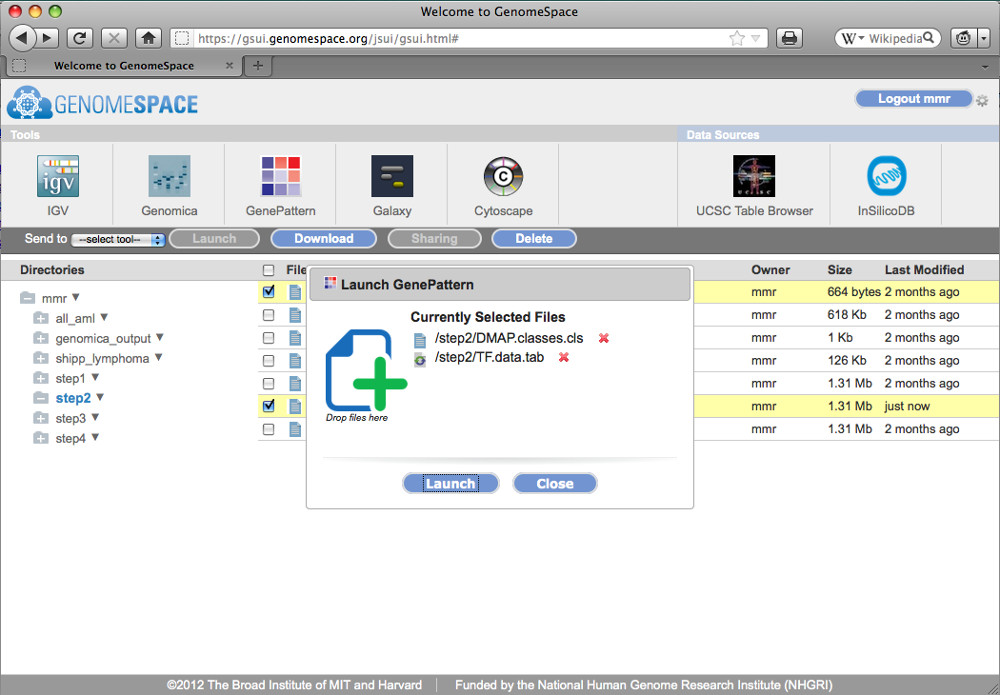 Welcome to GenomeSpace
https://gsui.genomespace.org/jsui/gsui.html#
W
Wikipedia
Welcome to GenomeSpace
GENOMESPACE
Logout mmr
Tools
Data Sources
igv
IGV
Genomica
GenePattern
Galaxy
C
Cytoscape
UCSC Table Browser
InSilicoDB
Send to
--select tool--
Launch
Download
Sharing
Delete
Directories
File
Owner
Size
Last Modified
mmr
all_aml
genomica_output
shipp_lymphoma
step1
step2
step3
step4
Launch GenePattern
Currently Selected Files
/step2/DMAP.classes.cls
/step2/TF.data.tab
Drop files here
Launch
Close
mmr 664 bytes 2 months ago
mmr 618 Kb 2 months ago
mmr 1 Kb 2 months ago
mmr 126 Kb 2 months ago
mmr 1.31 Mb 2 months ago
mmr 1.31 Mb just now
mmr 1.31 Mb 2 months ago
©2012 The Broad Institute of MIT and Harvard
Funded by the National Human Genome Research Institute (NHGRI)